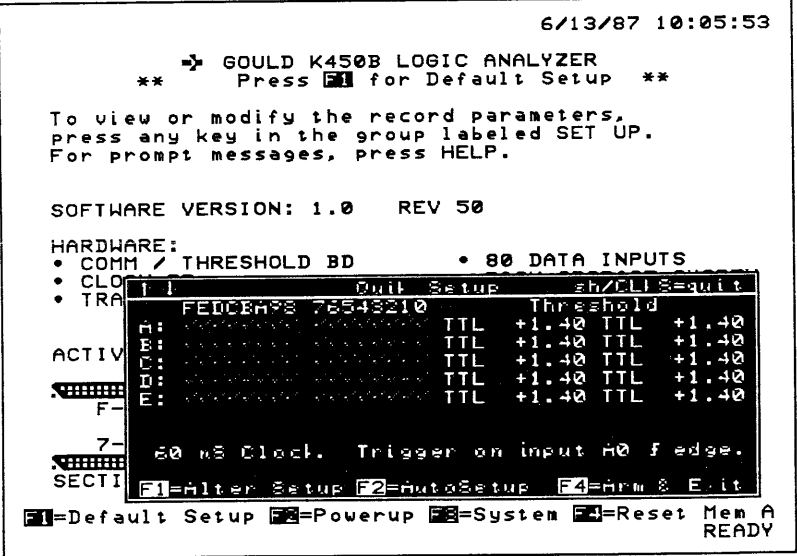 6/13/87 10:05:53
GOULD K450B LOGIC ANALYZER
** Press F1 for Default Setup **
To view or modify the record parameters,
press any key in the group labeled SET UP.
For prompt messages, press HELP.
SOFTWARE VERSION: 1.0 REV 50
HARDWARE:
• COMM / THRESHOLD BD • 80 DATA INPUTS
• CLO
• TRA
Quik Setup sh/CLK S=quit
FEDCBA98 76543210 Threshold
A: TTL +1.40 TTL +1.40
B: TTL +1.40 TTL +1.40
C: TTL +1.40 TTL +1.40
D: TTL +1.40 TTL +1.40
E: TTL +1.40 TTL +1.40
ACTIV
F-
7-
60 nS Clock. Trigger on input A0 edge.
SECTI
F1=Alter Setup F2=AutoSetup F4=Arm & Exit
F1=Default Setup F2=Powerup F3=System F4=Reset Mem A
READY